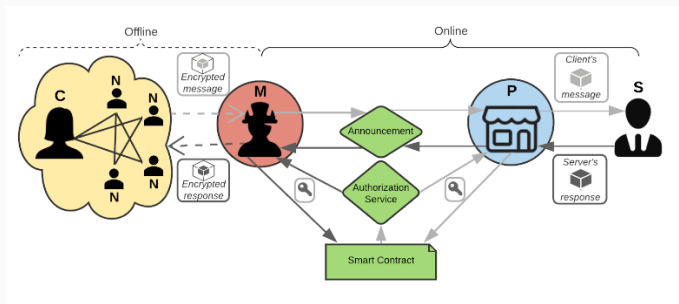 Offline
Online
Encrypted
message
Client's
message
C
N
N
N
N
M
P
S
Announcement
Encrypted
response
Authorization
Service
Server's
response
Smart Contract